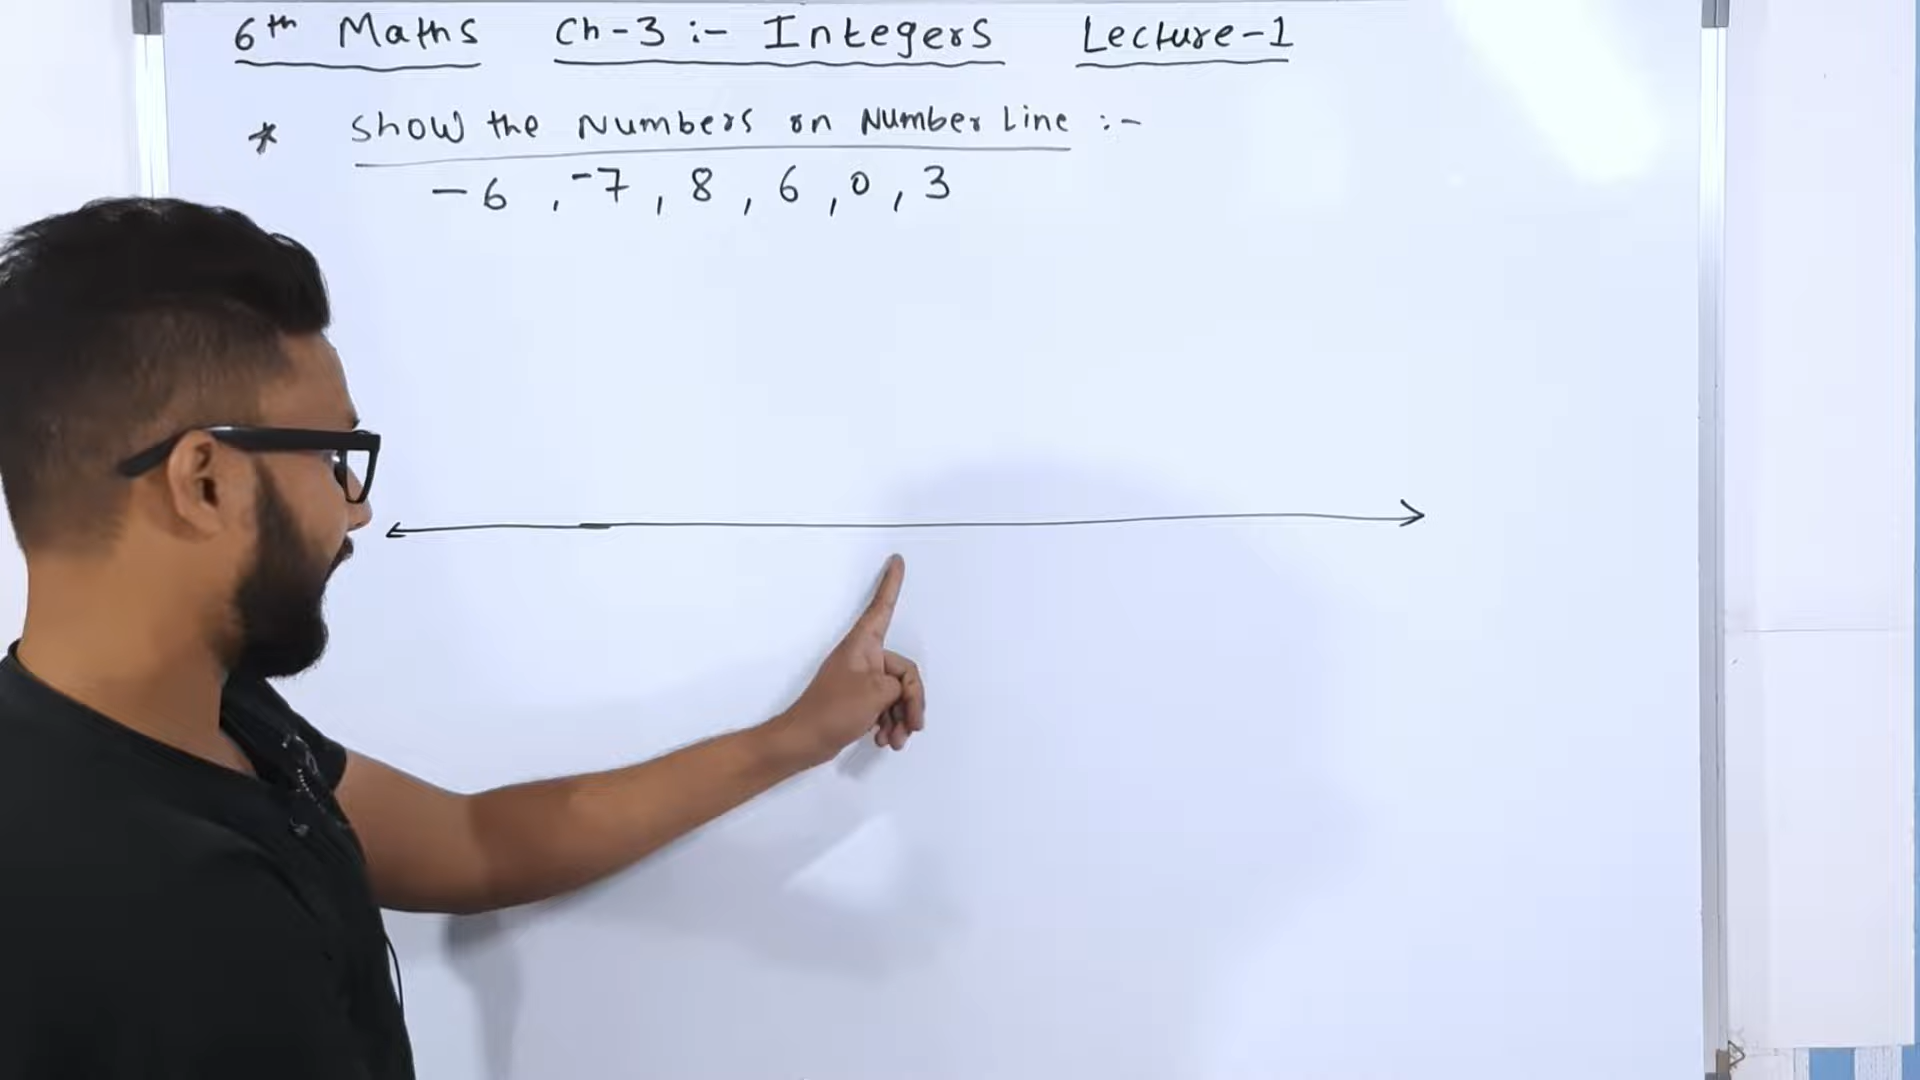 6th Maths Ch-3 :- Integers Lecture-1
* Show the Numbers on Number Line :-
-6 , -7 , 8 , 6 , 0 , 3